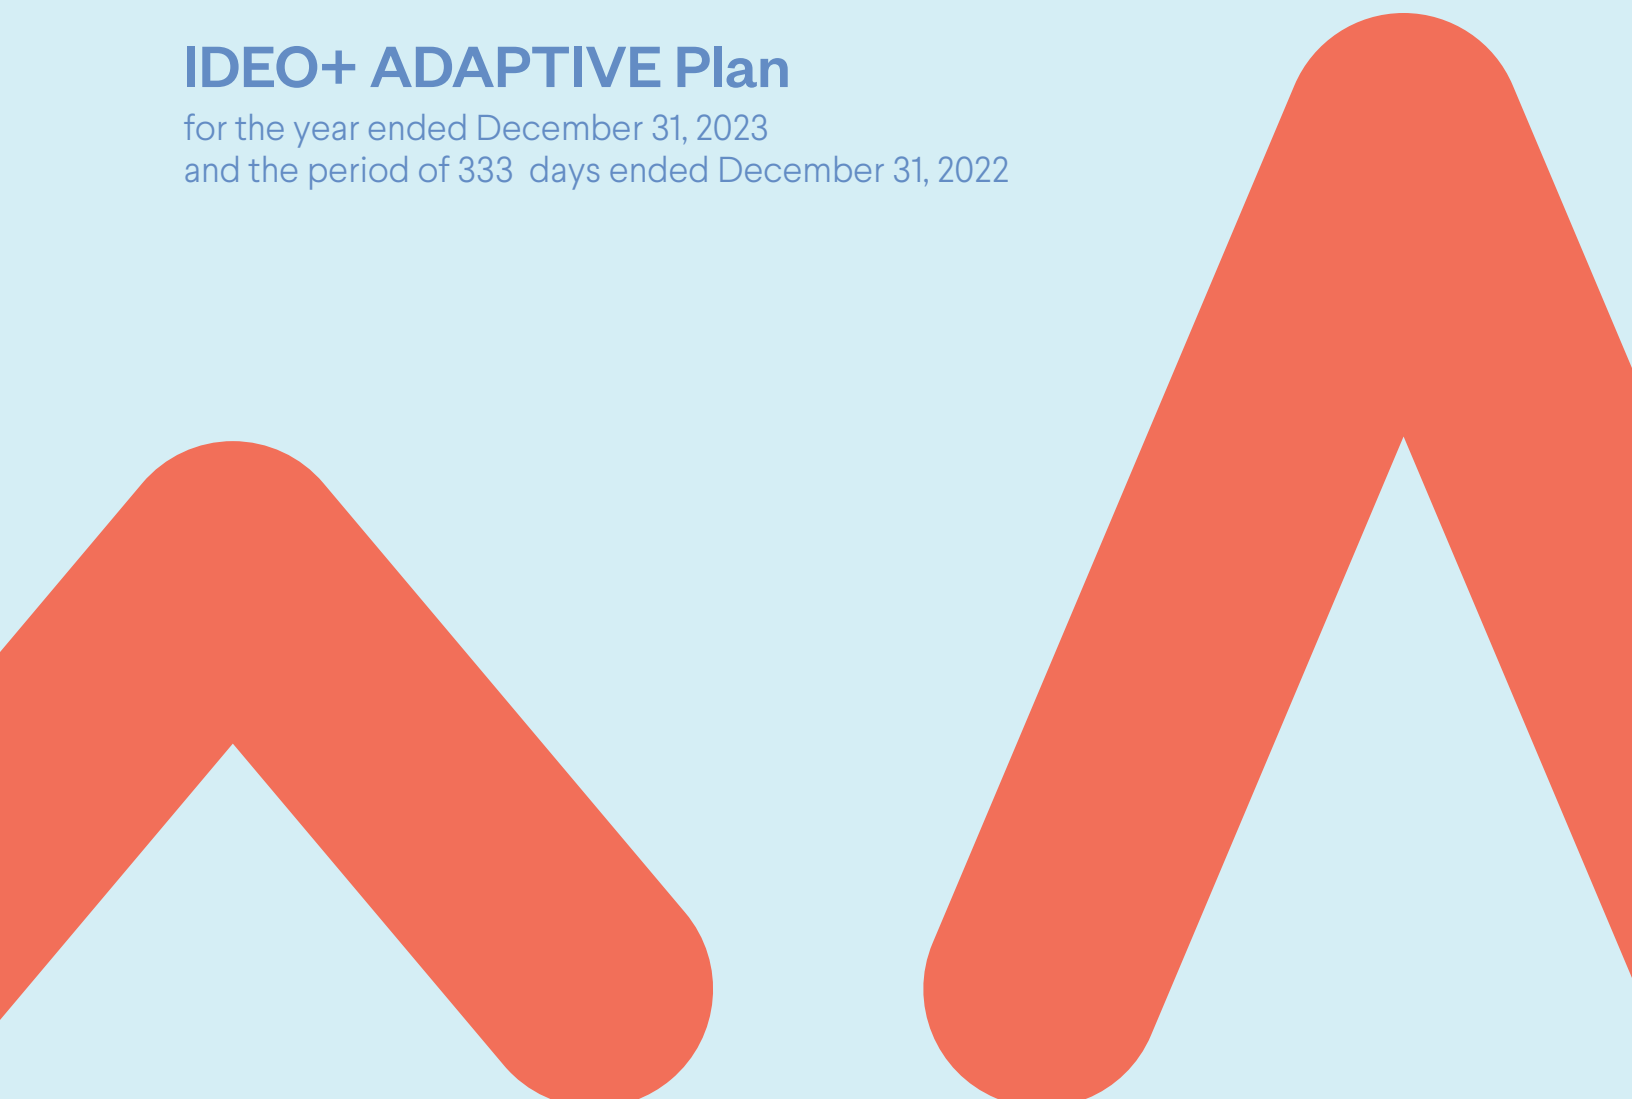 IDEO+ ADAPTIVE Plan
for the year ended December 31, 2023
and the period of 333 days ended December 31, 2022